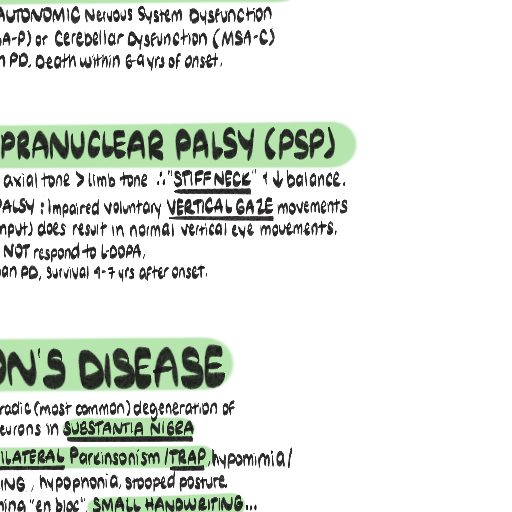 AUTONOMIC Nervous System Dysfunction
A-P) or Cerebellar Dysfunction (MSA-C)
n PD. Death within 6-9 yrs of onset.
PRANUCLEAR PALSY (PSP)
axial tone > limb tone ∴ "STIFF NECK" + ↓ balance.
PALSY : Impaired voluntary VERTICAL GAZE movements
nput) does result in normal vertical eye movements.
NOT respond to L-DOPA.
an PD, survival 4-7 yrs after onset.
ON'S DISEASE
radic (most common) degeneration of
eurons in SUBSTANTIA NIGRA
ILATERAL Parkinsonism / TRAP, hypomimia /
ING, hypophonia, stooped posture.
ning "en bloc", SMALL HANDWRITING...